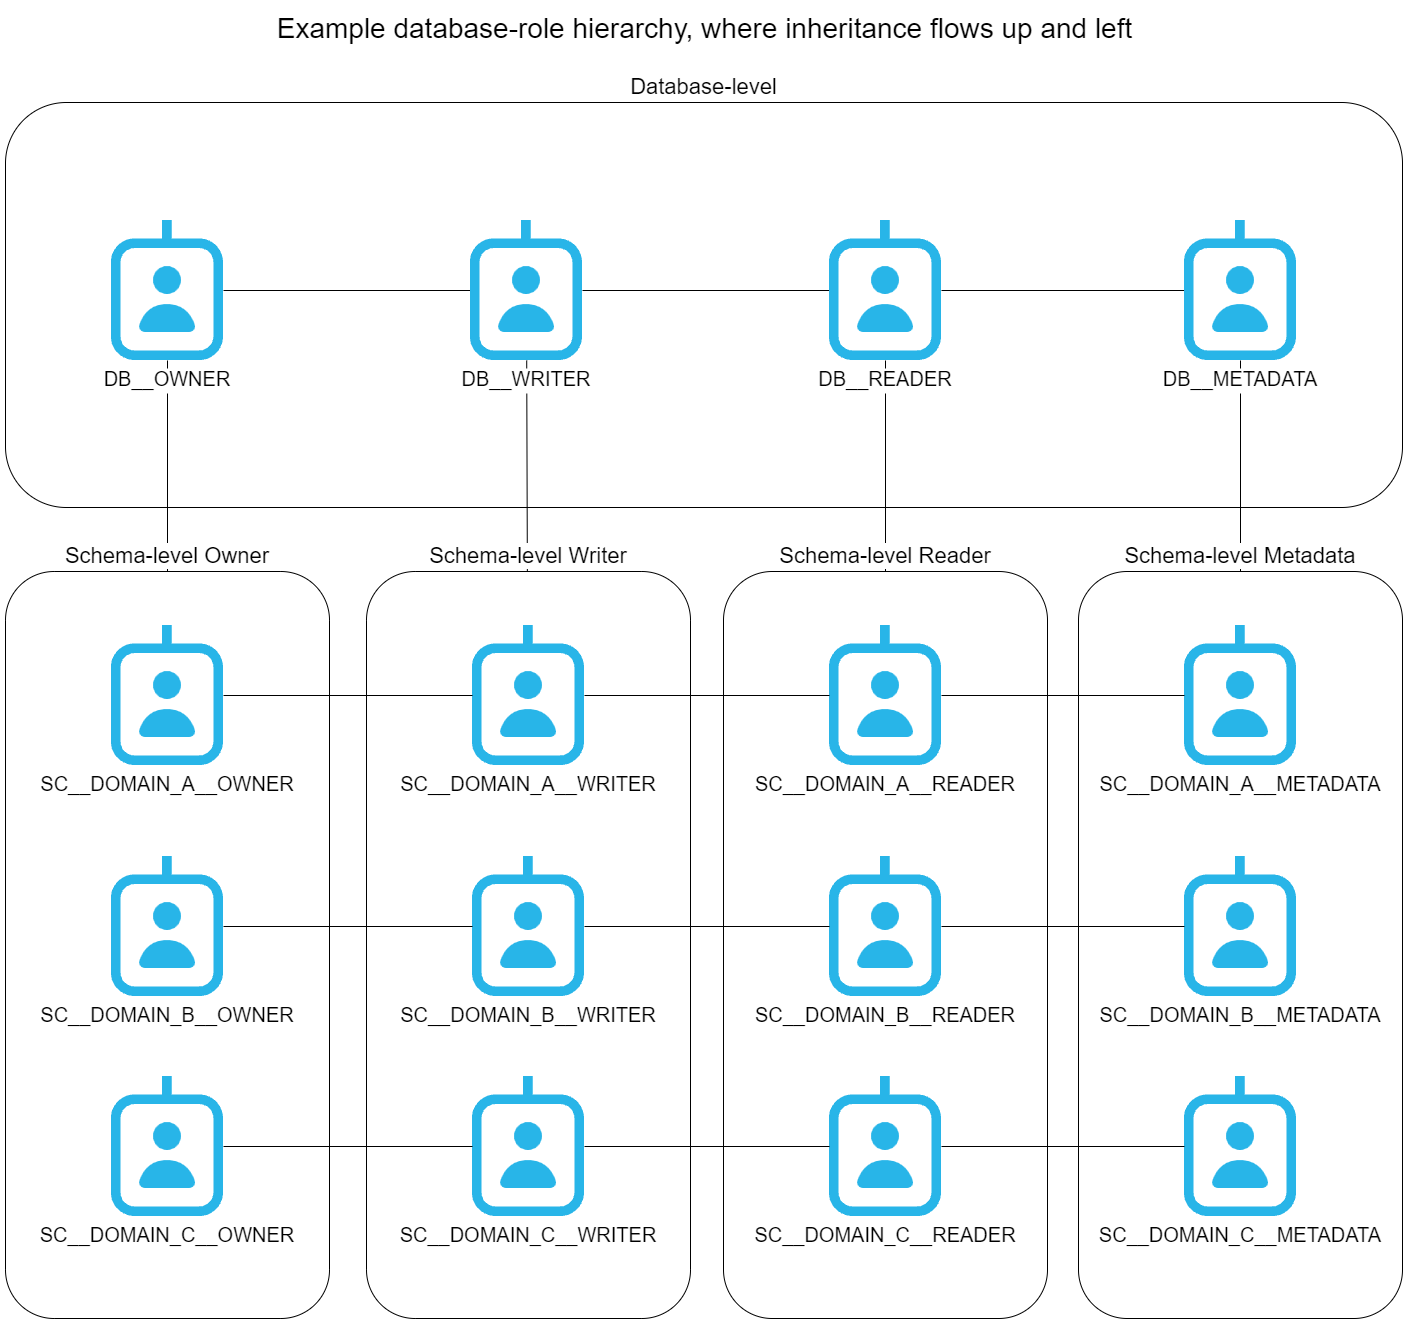 Example database-role hierarchy, where inheritance flows up and left
Database-level
DB__OWNER
DB__WRITER
DB__READER
DB__METADATA
Schema-level Owner
Schema-level Writer
Schema-level Reader
Schema-level Metadata
SC__DOMAIN_A__OWNER
SC__DOMAIN_A__WRITER
SC__DOMAIN_A__READER
SC__DOMAIN_A__METADATA
SC__DOMAIN_B__OWNER
SC__DOMAIN_B__WRITER
SC__DOMAIN_B__READER
SC__DOMAIN_B__METADATA
SC__DOMAIN_C__OWNER
SC__DOMAIN_C__WRITER
SC__DOMAIN_C__READER
SC__DOMAIN_C__METADATA